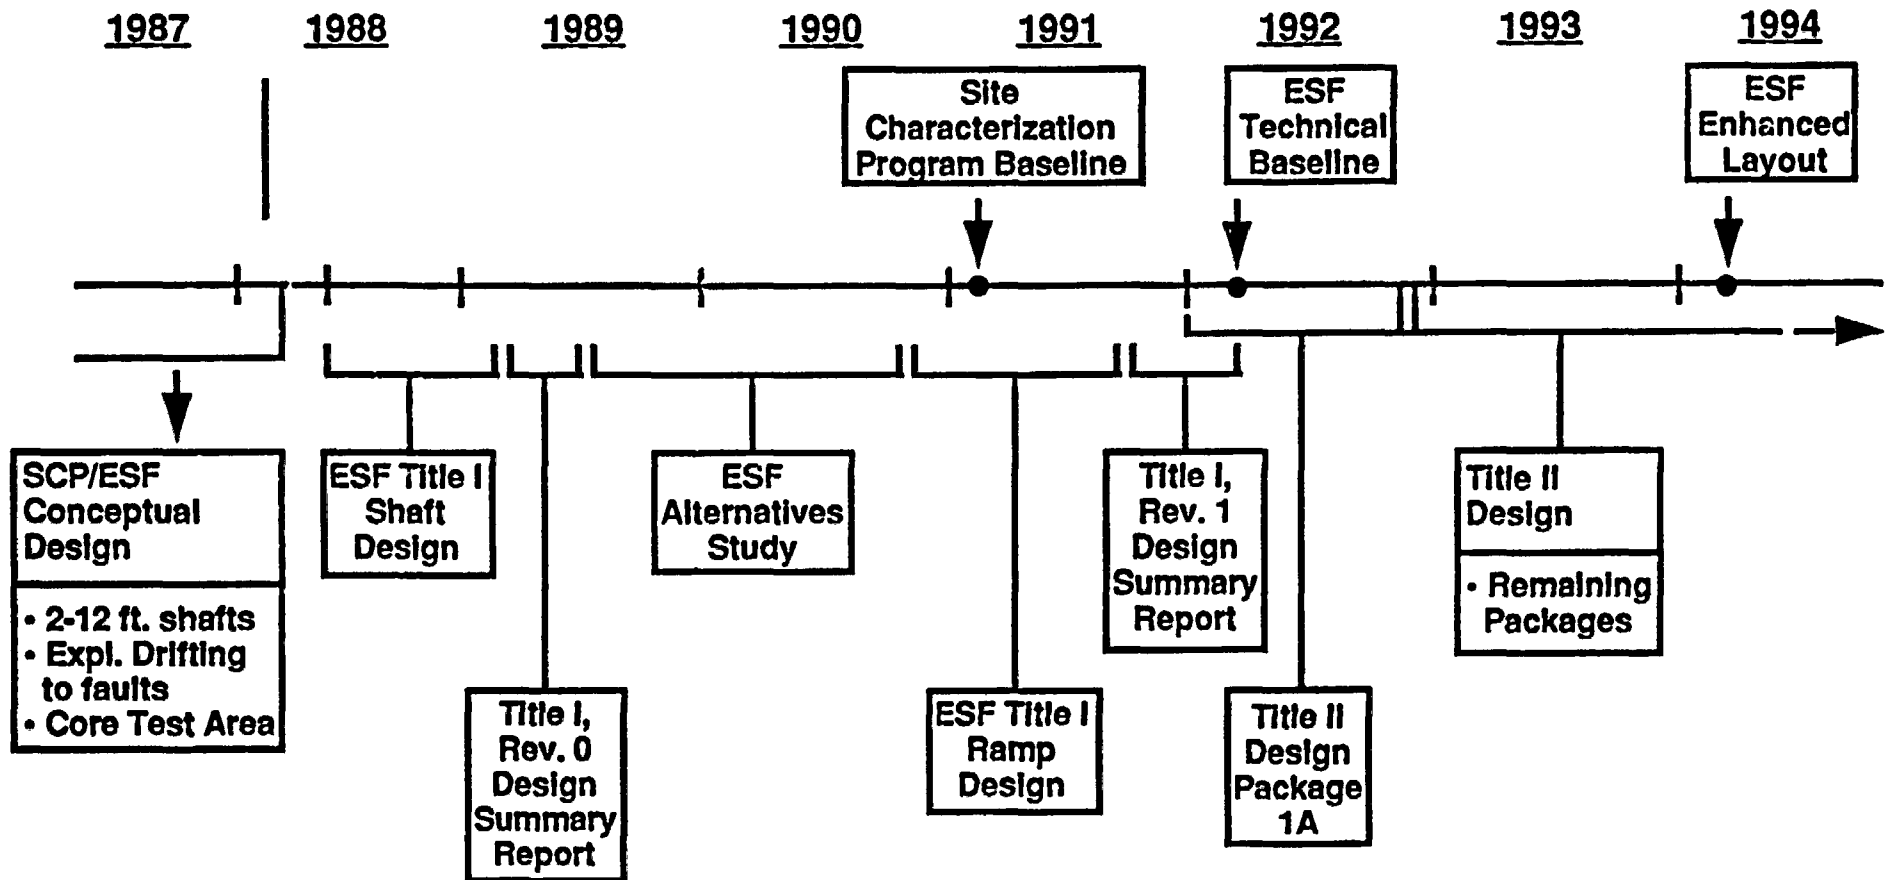 1987 1988 1989 1990 1991 1992 1993 1994
Site
Characterization
Program Baseline
ESF
Technical
Baseline
ESF
Enhanced
Layout
SCP/ESF
Conceptual
Design
• 2-12 ft. shafts
• Expl. Drifting
to faults
• Core Test Area
ESF Title I
Shaft
Design
Title I,
Rev. 0
Design
Summary
Report
ESF
Alternatives
Study
ESF Title I
Ramp
Design
Title I,
Rev. 1
Design
Summary
Report
Title II
Design
Package
1A
Title II
Design
• Remaining
Packages